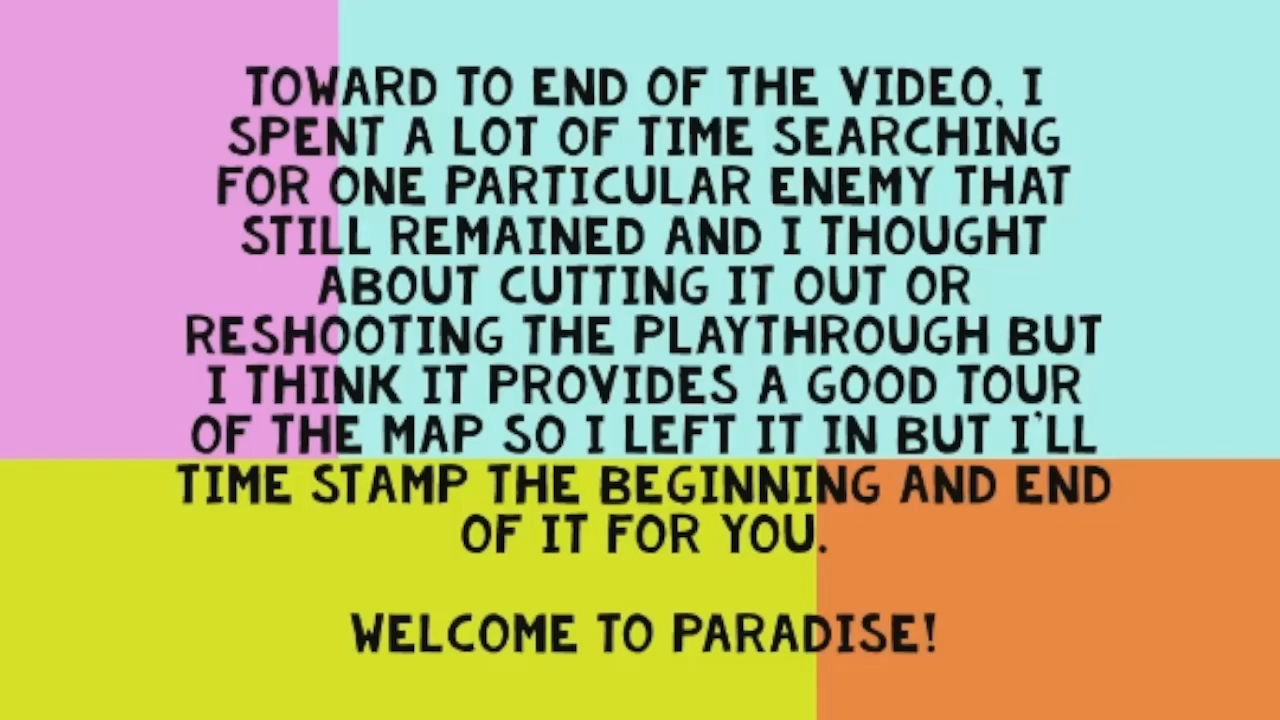 TOWARD TO END OF THE VIDEO, I
SPENT A LOT OF TIME SEARCHING
FOR ONE PARTICULAR ENEMY THAT
STILL REMAINED AND I THOUGHT
ABOUT CUTTING IT OUT OR
RESHOOTING THE PLAYTHROUGH BUT
I THINK IT PROVIDES A GOOD TOUR
OF THE MAP SO I LEFT IT IN BUT I'LL
TIME STAMP THE BEGINNING AND END
OF IT FOR YOU.
WELCOME TO PARADISE!